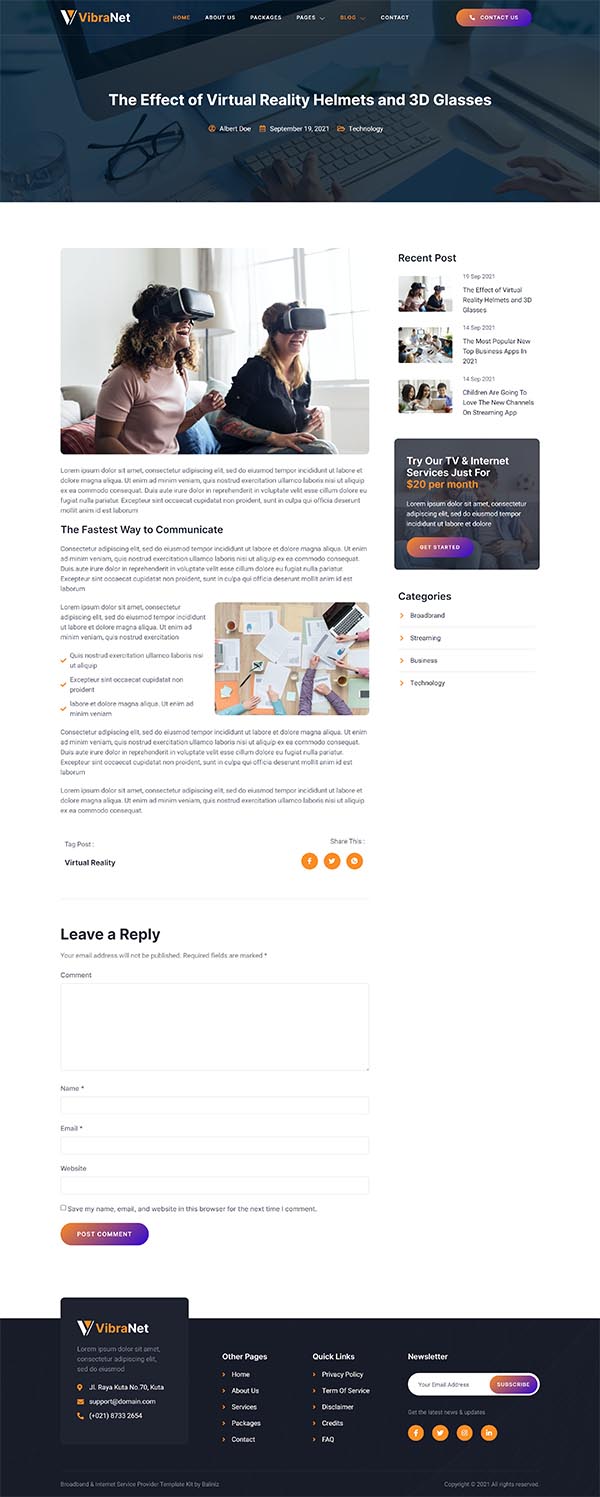 VibraNet
HOME ABOUT US PACKAGES PAGES BLOG CONTACT
CONTACT US
The Effect of Virtual Reality Helmets and 3D Glasses
Albert Doe September 19, 2021 Technology
Lorem ipsum dolor sit amet, consectetur adipiscing elit, sed do eiusmod tempor incididunt ut labore et
dolore magna aliqua. Ut enim ad minim veniam, quis nostrud exercitation ullamco laboris nisi ut aliquip
ex ea commodo consequat. Duis aute irure dolor in reprehenderit in voluptate velit esse cillum dolore eu
fugiat nulla pariatur. Excepteur sint occaecat cupidatat non proident, sunt in culpa qui officia deserunt
mollit anim id est laborum
The Fastest Way to Communicate
Consectetur adipiscing elit, sed do eiusmod tempor incididunt ut labore et dolore magna aliqua. Ut enim
ad minim veniam, quis nostrud exercitation ullamco laboris nisi ut aliquip ex ea commodo consequat.
Duis aute irure dolor in reprehenderit in voluptate velit esse cillum dolore eu fugiat nulla pariatur.
Excepteur sint occaecat cupidatat non proident, sunt in culpa qui officia deserunt mollit anim id est
laborum
Lorem ipsum dolor sit amet, consectetur
adipiscing elit, sed do eiusmod tempor incididunt
ut labore et dolore magna aliqua. Ut enim ad
minim veniam, quis nostrud exercitation
Quis nostrud exercitation ullamco laboris nisi
ut aliquip
Excepteur sint occaecat cupidatat non
proident
labore et dolore magna aliqua. Ut enim ad
minim veniam
Consectetur adipiscing elit, sed do eiusmod tempor incididunt ut labore et dolore magna aliqua. Ut enim
ad minim veniam, quis nostrud exercitation ullamco laboris nisi ut aliquip ex ea commodo consequat.
Duis aute irure dolor in reprehenderit in voluptate velit esse cillum dolore eu fugiat nulla pariatur.
Excepteur sint occaecat cupidatat non proident, sunt in culpa qui officia deserunt mollit anim id est
laborum
Lorem ipsum dolor sit amet, consectetur adipiscing elit, sed do eiusmod tempor incididunt ut labore et
dolore magna aliqua. Ut enim ad minim veniam, quis nostrud exercitation ullamco laboris nisi ut aliquip
ex ea commodo consequat.
Tag Post :
Virtual Reality
Share This :
Leave a Reply
Your email address will not be published. Required fields are marked *
Comment
Name *
Email *
Website
Save my name, email, and website in this browser for the next time I comment.
POST COMMENT
Recent Post
19 Sep 2021
The Effect of Virtual
Reality Helmets and 3D
Glasses
14 Sep 2021
The Most Popular New
Top Business Apps In
2021
14 Sep 2021
Children Are Going To
Love The New Channels
On Streaming App
Try Our TV & Internet
Services Just For
$20 per month
Lorem ipsum dolor sit amet, consectetur
adipiscing elit, sed do eiusmod tempor
incididunt ut labore et dolore
GET STARTED
Categories
Broadbrand
Streaming
Business
Technology
VibraNet
Lorem ipsum dolor sit amet,
consectetur adipiscing elit,
sed do eiusmod
Jl. Raya Kuta No.70, Kuta
support@domain.com
(+021) 8733 2654
Other Pages
Home
About Us
Services
Packages
Contact
Quick Links
Privacy Policy
Term Of Service
Disclaimer
Credits
FAQ
Newsletter
Your Email Address
SUBSCRIBE
Get the latest news & updates
Broadband & Internet Service Provider Template Kit by Baliniz
Copyright © 2021 All rights reserved.